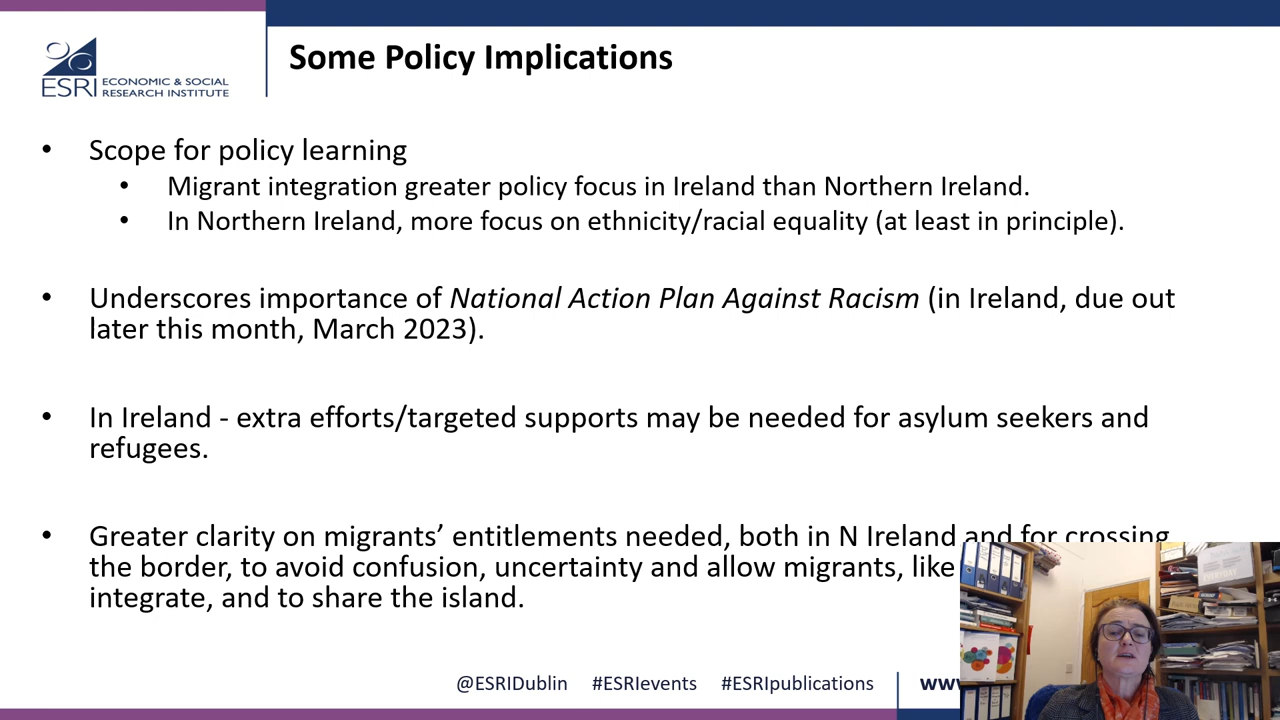 Some Policy Implications
ESRI ECONOMIC & SOCIAL
RESEARCH INSTITUTE
• Scope for policy learning
• Migrant integration greater policy focus in Ireland than Northern Ireland.
• In Northern Ireland, more focus on ethnicity/racial equality (at least in principle).
• Underscores importance of National Action Plan Against Racism (in Ireland, due out
later this month, March 2023).
• In Ireland - extra efforts/targeted supports may be needed for asylum seekers and
refugees.
• Greater clarity on migrants’ entitlements needed, both in N Ireland and for crossing
the border, to avoid confusion, uncertainty and allow migrants, like
integrate, and to share the island.
@ESRIDublin #ESRIevents #ESRIpublications www